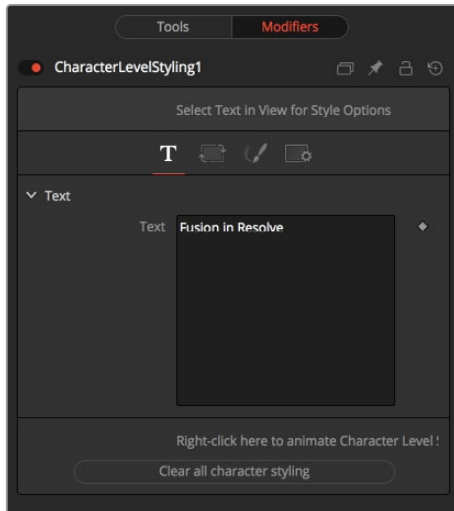 Tools
Modifiers
CharacterLevelStyling1
Select Text in View for Style Options
T
Text
Text
Fusion in Resolve
Right-click here to animate Character Level
Clear all character styling